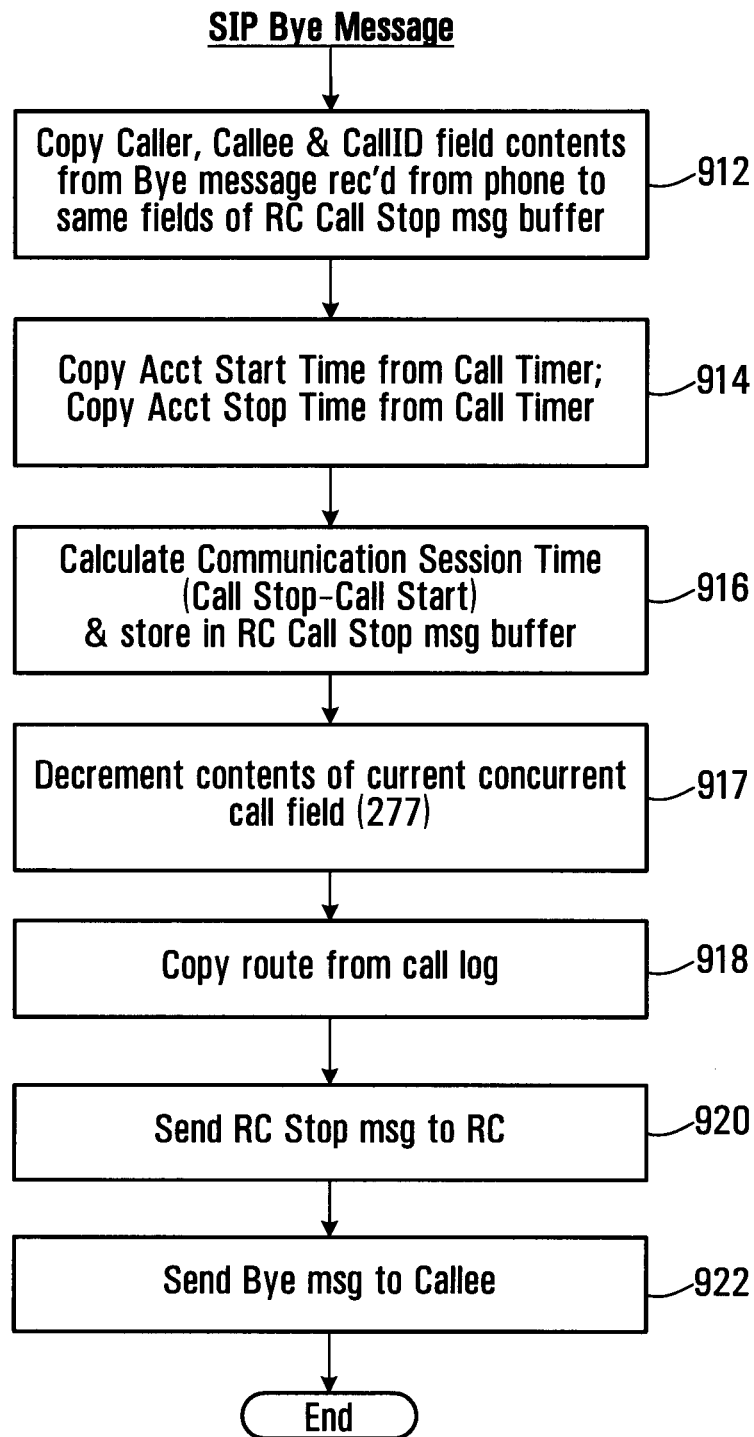 SIP Bye Message
Copy Caller, Callee & CallID field contents
from Bye message rec'd from phone to
same fields of RC Call Stop msg buffer
912
Copy Acct Start Time from Call Timer;
Copy Acct Stop Time from Call Timer
914
Calculate Communication Session Time
(Call Stop-Call Start)
& store in RC Call Stop msg buffer
916
Decrement contents of current concurrent
call field (277)
917
Copy route from call log
918
Send RC Stop msg to RC
920
Send Bye msg to Callee
922
End